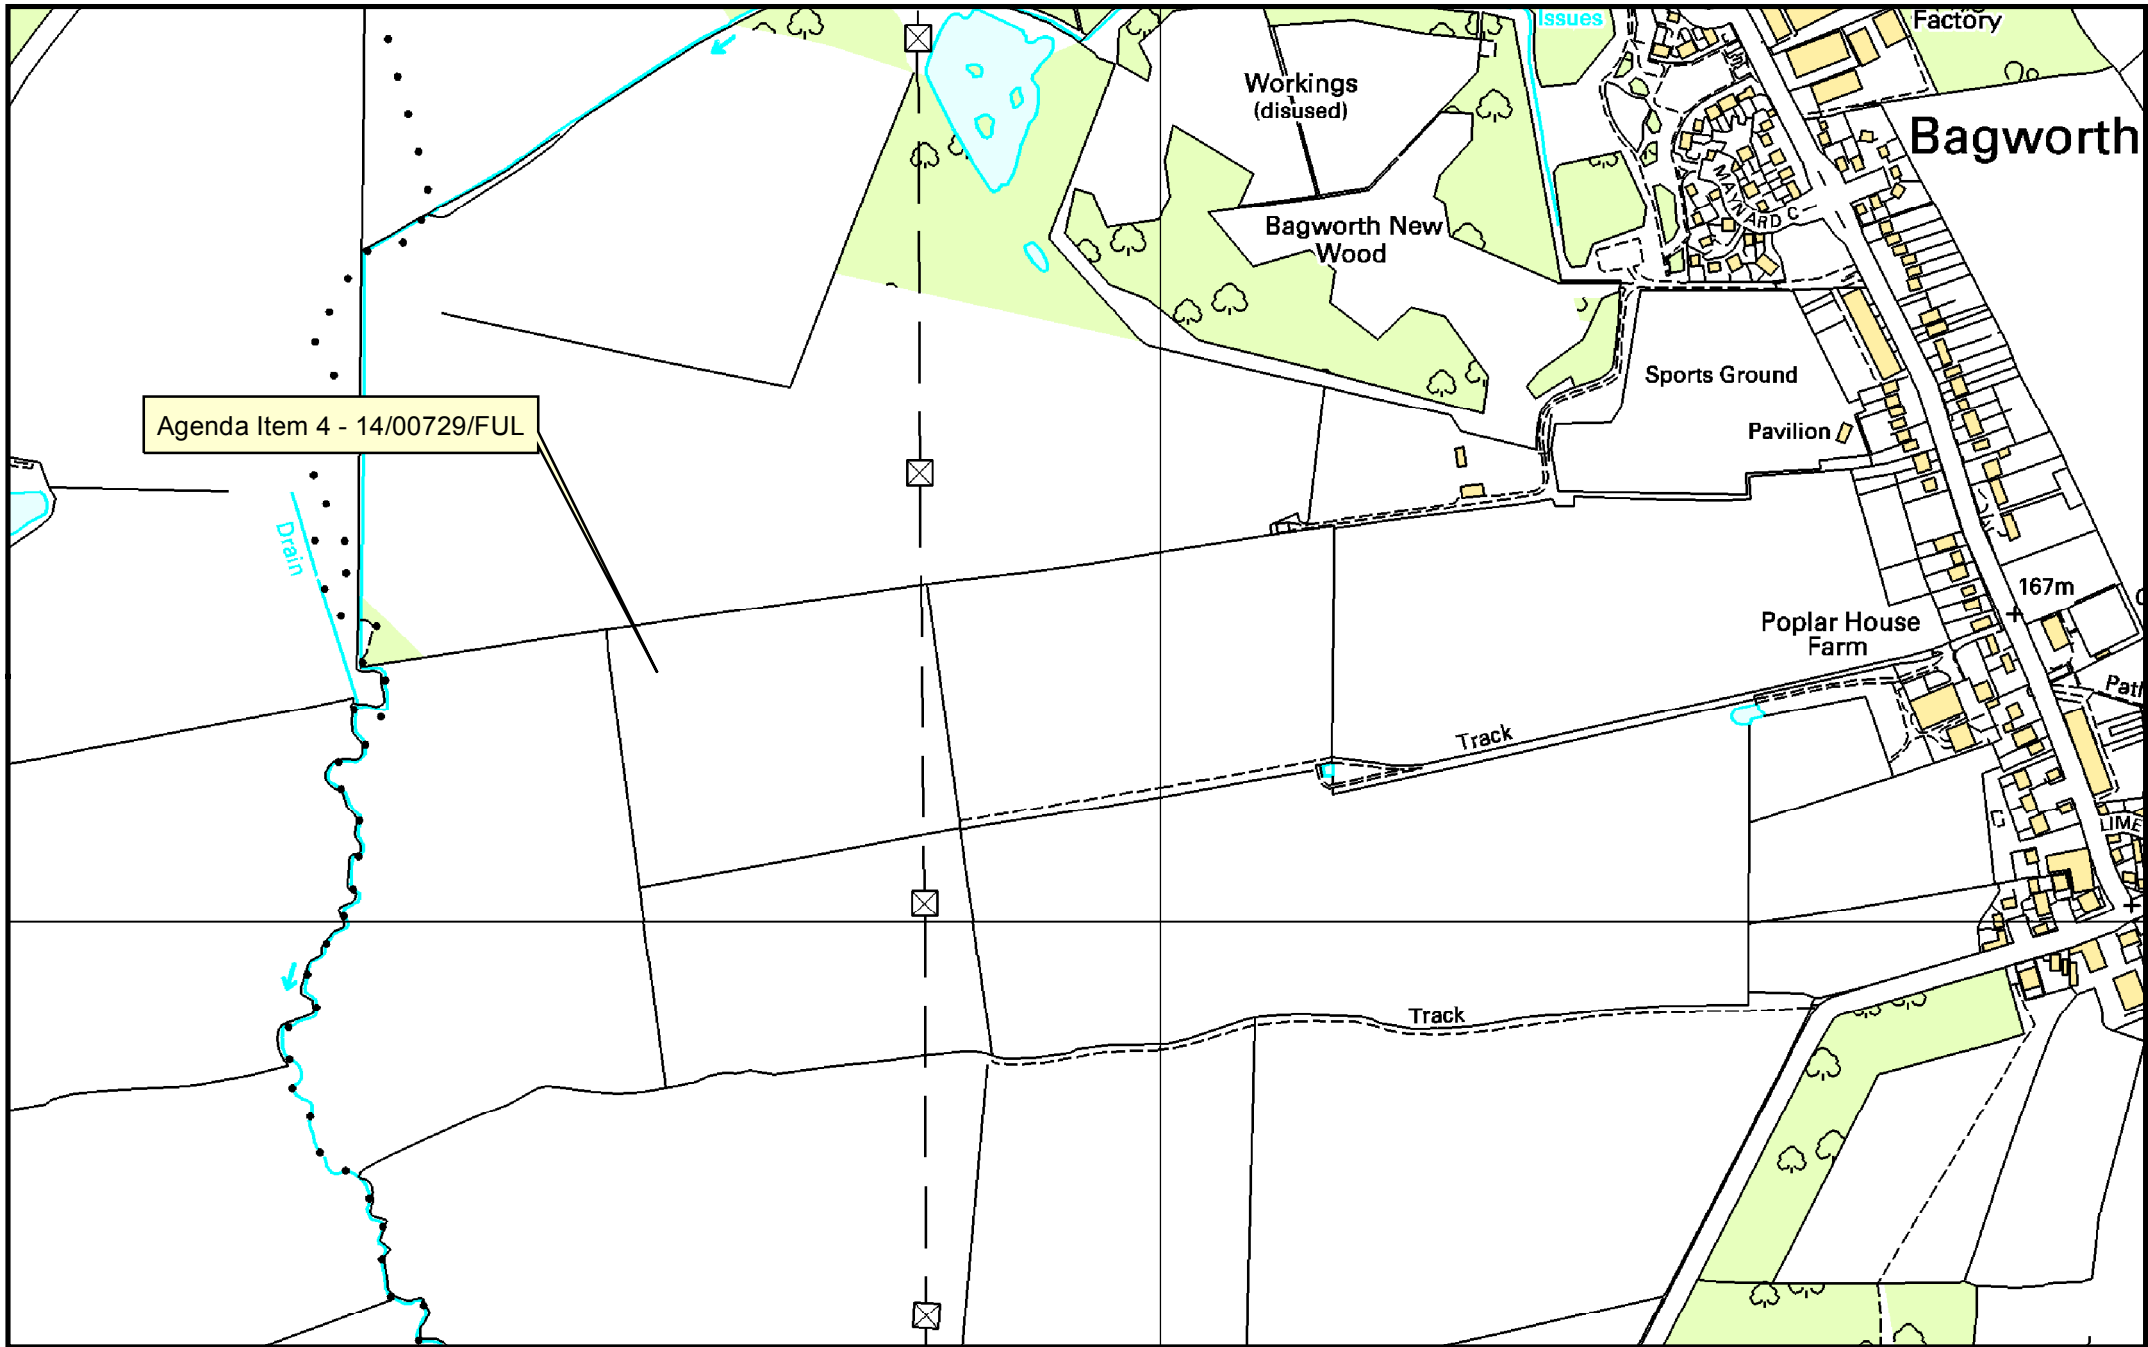 Issues
Factory
Workings
(disused)
Bagworth
MAYNARD C
Bagworth New
Wood
Sports Ground
Agenda Item 4 - 14/00729/FUL
Pavilion
Drain
167m
Poplar House
Farm
Path
Track
LIME
Track